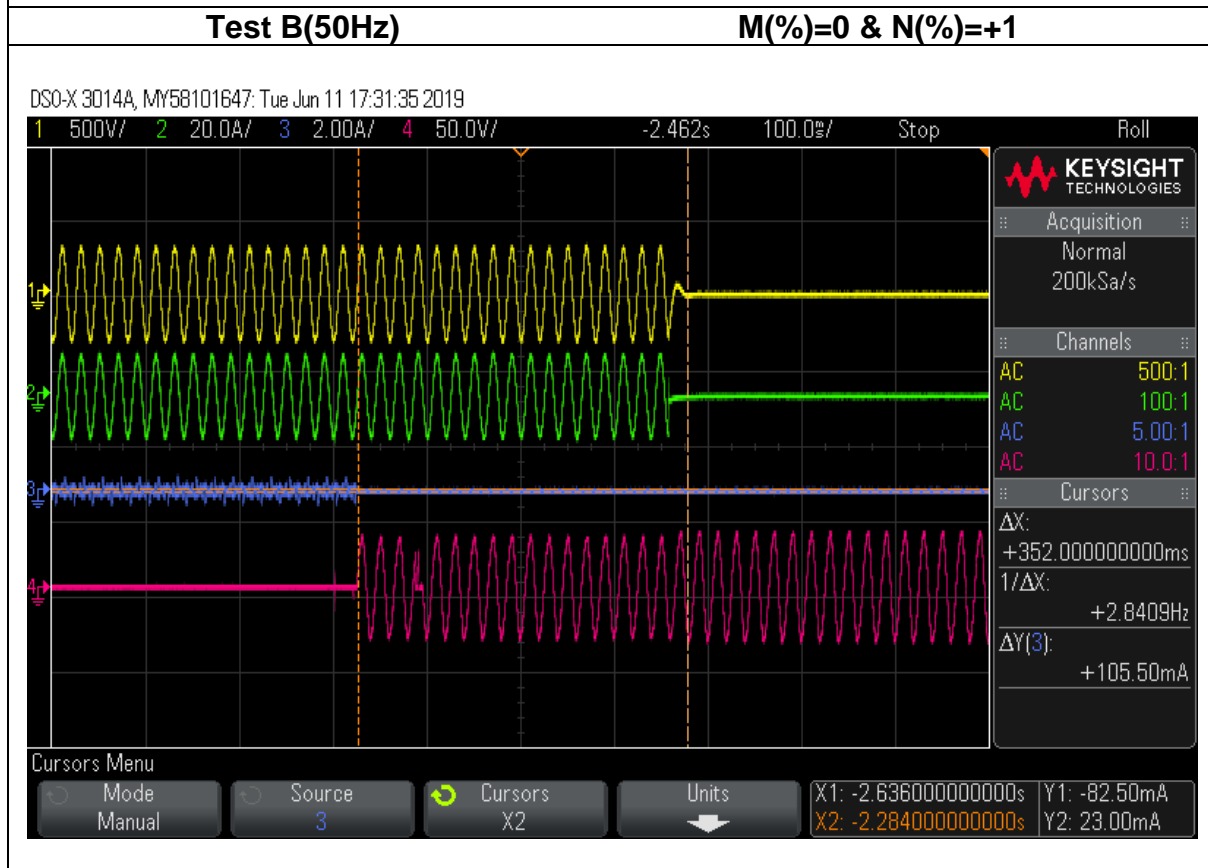 Test B(50Hz) M(%)=0 & N(%)=+1
DSO-X 3014A, MY58101647: Tue Jun 11 17:31:35 2019
1 500V/ 2 20.0A/ 3 2.00A/ 4 50.0V/ -2.462s 100.0ms/ Stop Roll
KEYSIGHT
TECHNOLOGIES
Acquisition
Normal
200kSa/s
Channels
AC 500:1
AC 100:1
AC 5.00:1
AC 10.0:1
Cursors
ΔX:
+352.000000000ms
1/ΔX:
+2.8409Hz
ΔY(3):
+105.50mA
1
2
3
4
Cursors Menu
Mode
Manual
Source
3
Cursors
X2
Units
X1: -2.636000000000s Y1: -82.50mA
X2: -2.284000000000s Y2: 23.00mA